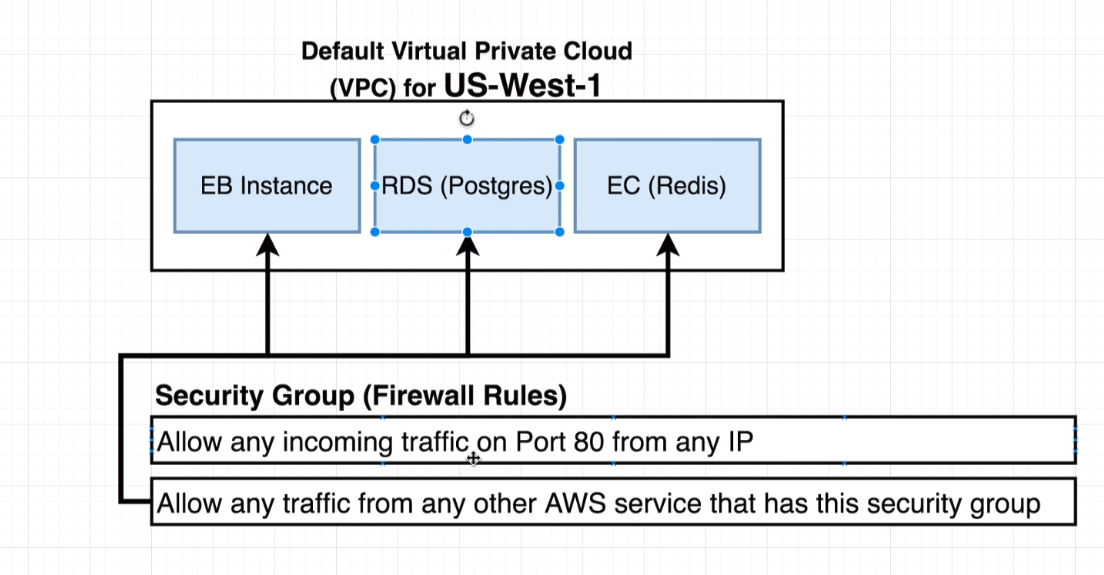 Default Virtual Private Cloud
(VPC) for US-West-1
EB Instance
RDS (Postgres)
EC (Redis)
Security Group (Firewall Rules)
Allow any incoming traffic on Port 80 from any IP
Allow any traffic from any other AWS service that has this security group